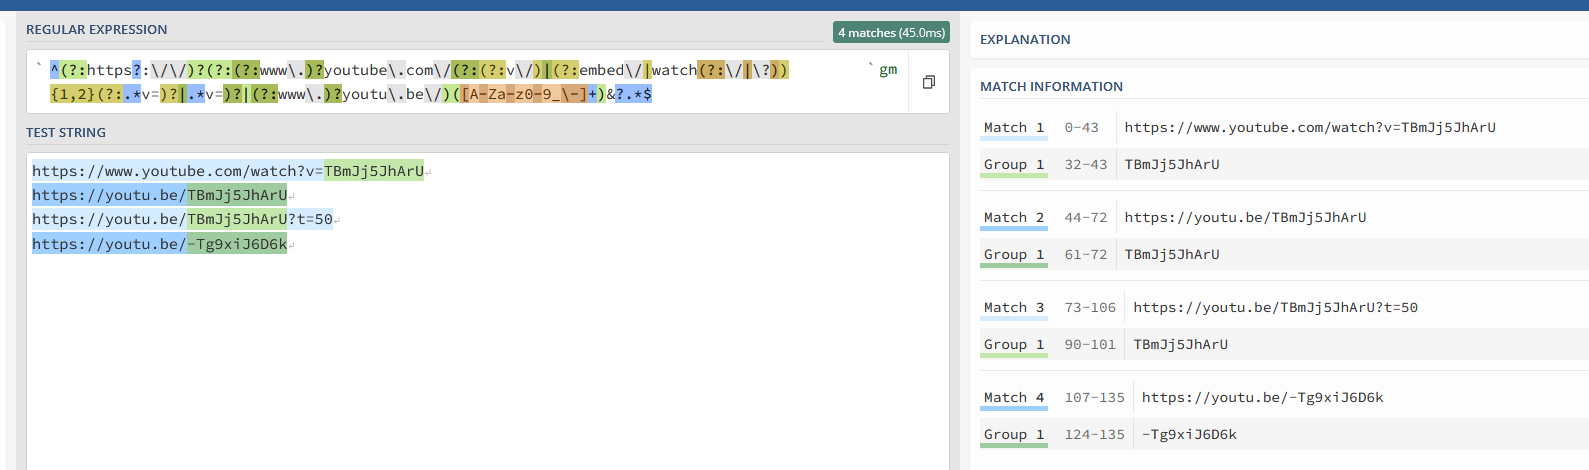 REGULAR EXPRESSION
4 matches (45.0ms)
` ^(?:https?:\/\/)?(?:(?:www\.)?youtube\.com\/(?:(?:v\/)|(?:embed\/|watch(?:\/|\?)) ` gm
{1,2}(?:.*v=)?|.*v=)?|(?:www\.)?youtu\.be\/)([A-Za-z0-9_\-]+)&?.*$
TEST STRING
https://www.youtube.com/watch?v=TBmJj5JhArU
https://youtu.be/TBmJj5JhArU
https://youtu.be/TBmJj5JhArU?t=50
https://youtu.be/-Tg9xiJ6D6k
EXPLANATION
MATCH INFORMATION
Match 1 0-43 https://www.youtube.com/watch?v=TBmJj5JhArU
Group 1 32-43 TBmJj5JhArU
Match 2 44-72 https://youtu.be/TBmJj5JhArU
Group 1 61-72 TBmJj5JhArU
Match 3 73-106 https://youtu.be/TBmJj5JhArU?t=50
Group 1 90-101 TBmJj5JhArU
Match 4 107-135 https://youtu.be/-Tg9xiJ6D6k
Group 1 124-135 -Tg9xiJ6D6k